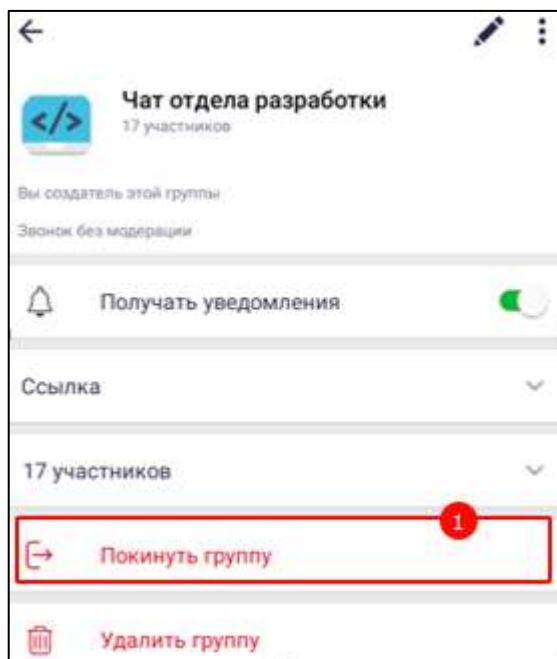 Чат отдела разработки
17 участников
Вы создатель этой группы
Звонок без модерации
Получать уведомления
Ссылка
17 участников
1
Покинуть группу
Удалить группу